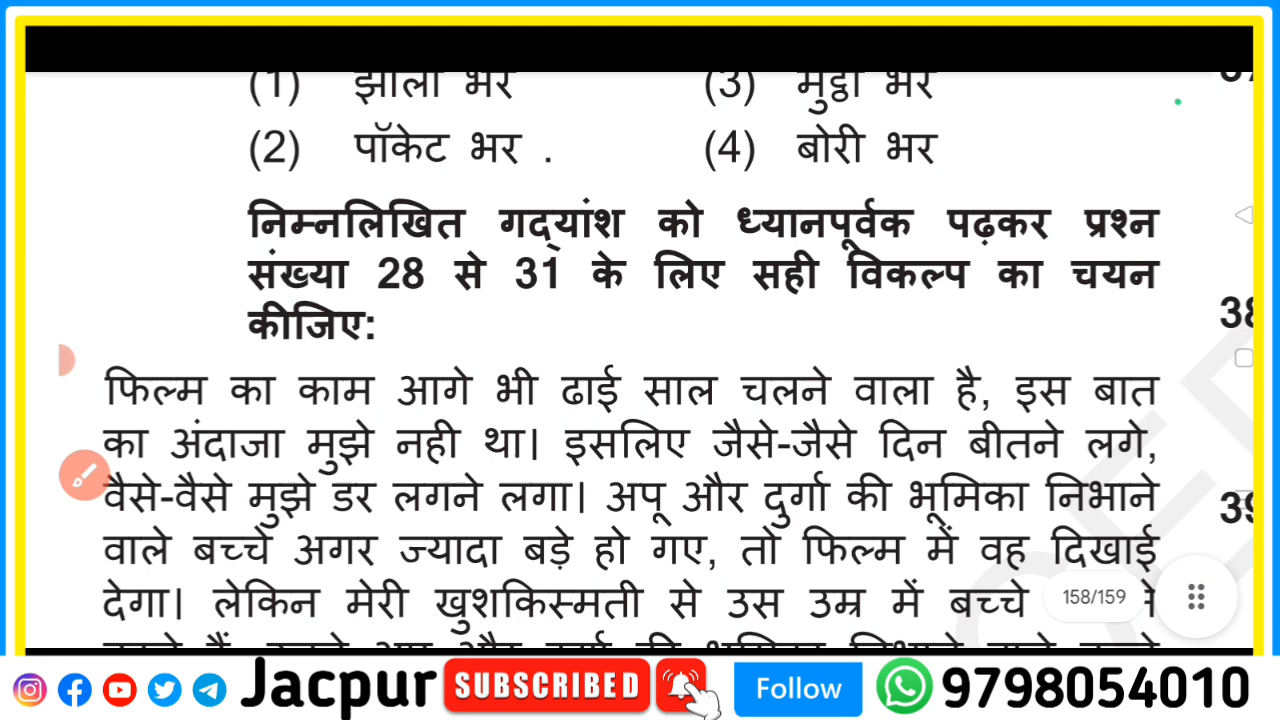 (1) झोला भर (3) मुट्ठी भर
(2) पॉकेट भर . (4) बोरी भर
निम्नलिखित गद्यांश को ध्यानपूर्वक पढ़कर प्रश्न
संख्या 28 से 31 के लिए सही विकल्प का चयन
कीजिए:
38
फिल्म का काम आगे भी ढाई साल चलने वाला है, इस बात
का अंदाजा मुझे नही था। इसलिए जैसे-जैसे दिन बीतने लगे,
वैसे-वैसे मुझे डर लगने लगा। अपू और दुर्गा की भूमिका निभाने
39
वाले बच्चे अगर ज्यादा बड़े हो गए, तो फिल्म में वह दिखाई
देगा। लेकिन मेरी खुशकिस्मती से उस उम्र में बच्चे
158/159
Jacpur SUBSCRIBED Follow 9798054010